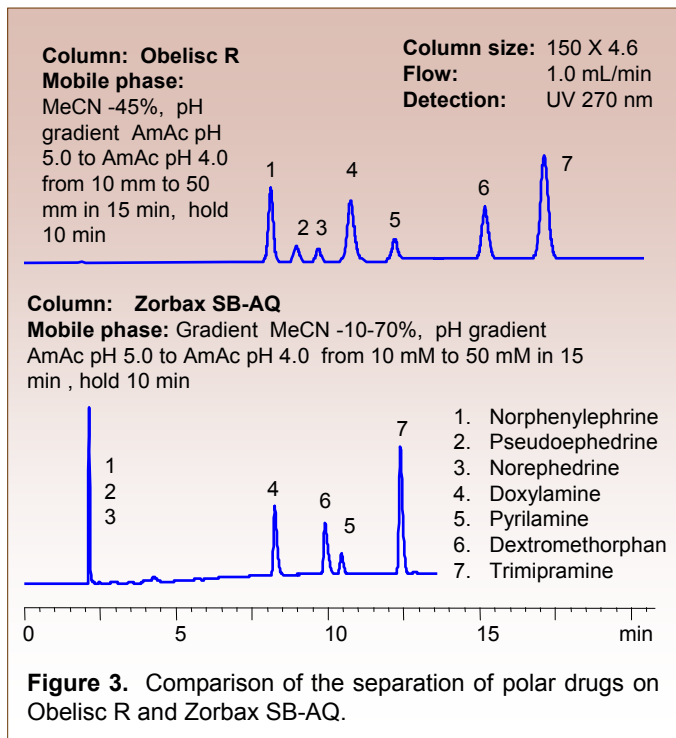 Column: Obelisc R
Mobile phase:
MeCN -45%, pH
gradient AmAc pH
5.0 to AmAc pH 4.0
from 10 mm to 50
mm in 15 min, hold
10 min
Column size: 150 X 4.6
Flow: 1.0 mL/min
Detection: UV 270 nm
1
2 3
4
5
6
7
Column: Zorbax SB-AQ
Mobile phase: Gradient MeCN -10-70%, pH gradient
AmAc pH 5.0 to AmAc pH 4.0 from 10 mM to 50 mM in 15
min , hold 10 min
1
2
3
4
6
5
7
1. Norphenylephrine
2. Pseudoephedrine
3. Norephedrine
4. Doxylamine
5. Pyrilamine
6. Dextromethorphan
7. Trimipramine
0 5 10 15 min
Figure 3. Comparison of the separation of polar drugs on
Obelisc R and Zorbax SB-AQ.